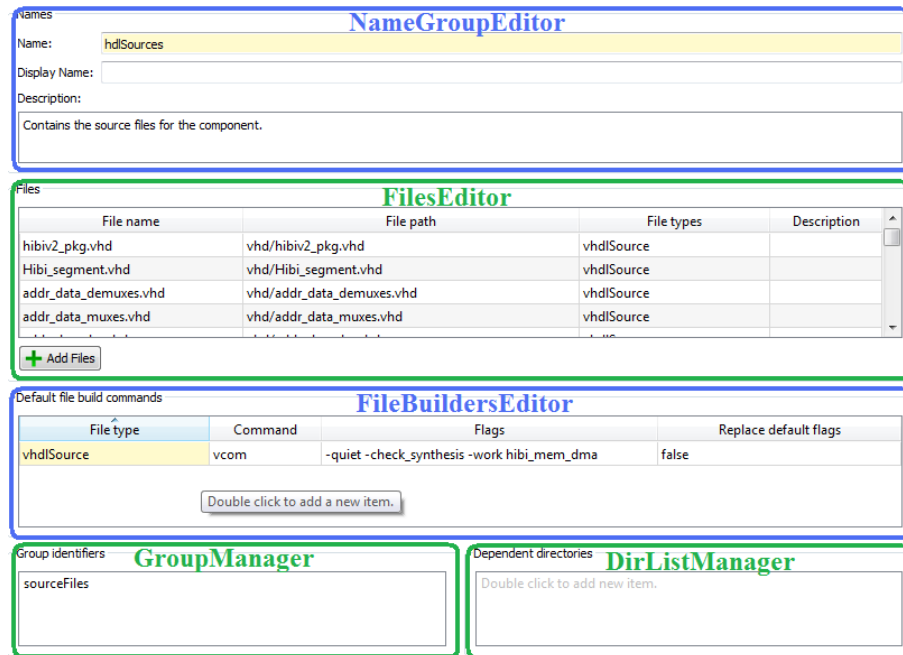 Names
NameGroupEditor
Name: hdlSources
Display Name:
Description:
Contains the source files for the component.
Files
FilesEditor
File name File path File types Description
hibiv2_pkg.vhd vhd/hibiv2_pkg.vhd vhdlSource
Hibi_segment.vhd vhd/Hibi_segment.vhd vhdlSource
addr_data_demuxes.vhd vhd/addr_data_demuxes.vhd vhdlSource
addr_data_muxes.vhd vhd/addr_data_muxes.vhd vhdlSource
Add Files
Default file build commands
FileBuildersEditor
File type Command Flags Replace default flags
vhdlSource vcom -quiet -check_synthesis -work hibi_mem_dma false
Double click to add a new item.
Group identifiers
GroupManager
sourceFiles
Dependent directories
DirListManager
Double click to add new item.